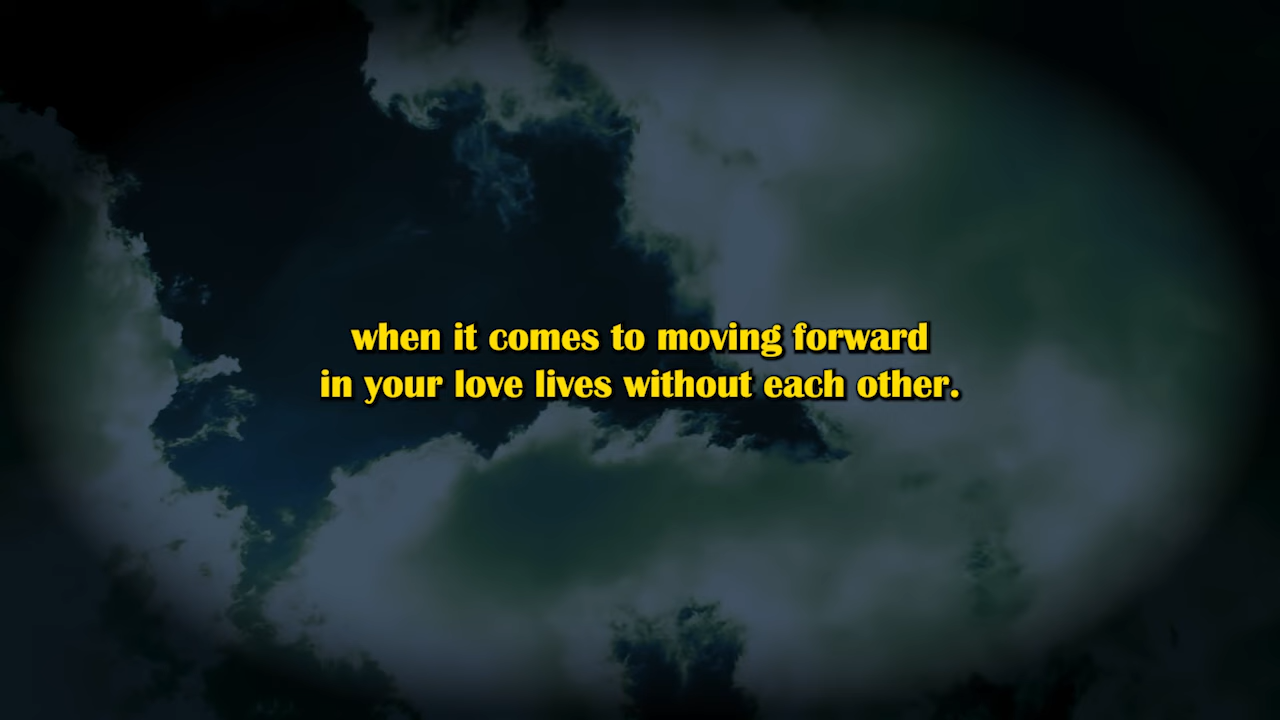 when it comes to moving forward
in your love lives without each other.